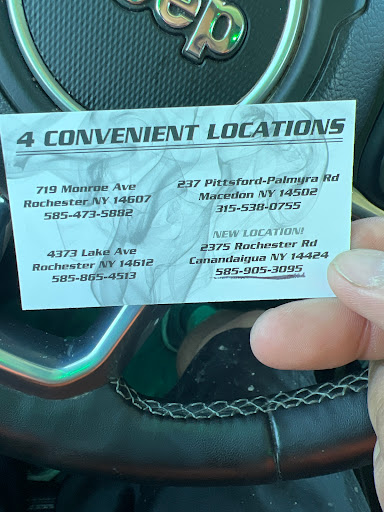 Jeep
4 CONVENIENT LOCATIONS
719 Monroe Ave
Rochester NY 14607
585-473-5882
237 Pittsford-Palmyra Rd
Macedon NY 14502
315-538-0755
4373 Lake Ave
Rochester NY 14612
585-865-4513
NEW LOCATION!
2375 Rochester Rd
Canandaigua NY 14424
585-905-3095